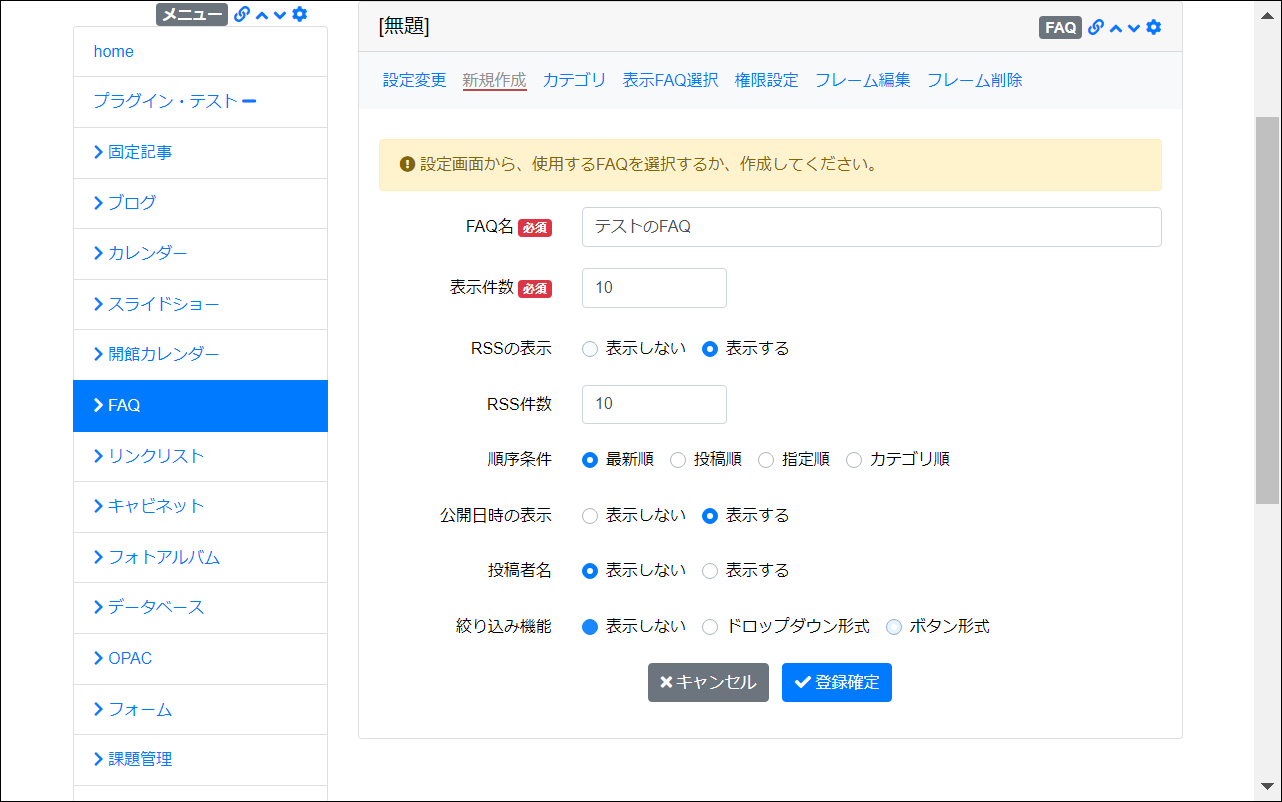 メニュー
home
プラグイン・テスト
固定記事
ブログ
カレンダー
スライドショー
開館カレンダー
FAQ
リンクリスト
キャビネット
フォトアルバム
データベース
OPAC
フォーム
課題管理
[無題] FAQ
設定変更 新規作成 カテゴリ 表示FAQ選択 権限設定 フレーム編集 フレーム削除
設定画面から、使用するFAQを選択するか、作成してください。
FAQ名 必須 テストのFAQ
表示件数 必須 10
RSSの表示 表示しない 表示する
RSS件数 10
順序条件 最新順 投稿順 指定順 カテゴリ順
公開日時の表示 表示しない 表示する
投稿者名 表示しない 表示する
絞り込み機能 表示しない ドロップダウン形式 ボタン形式
キャンセル 登録確定